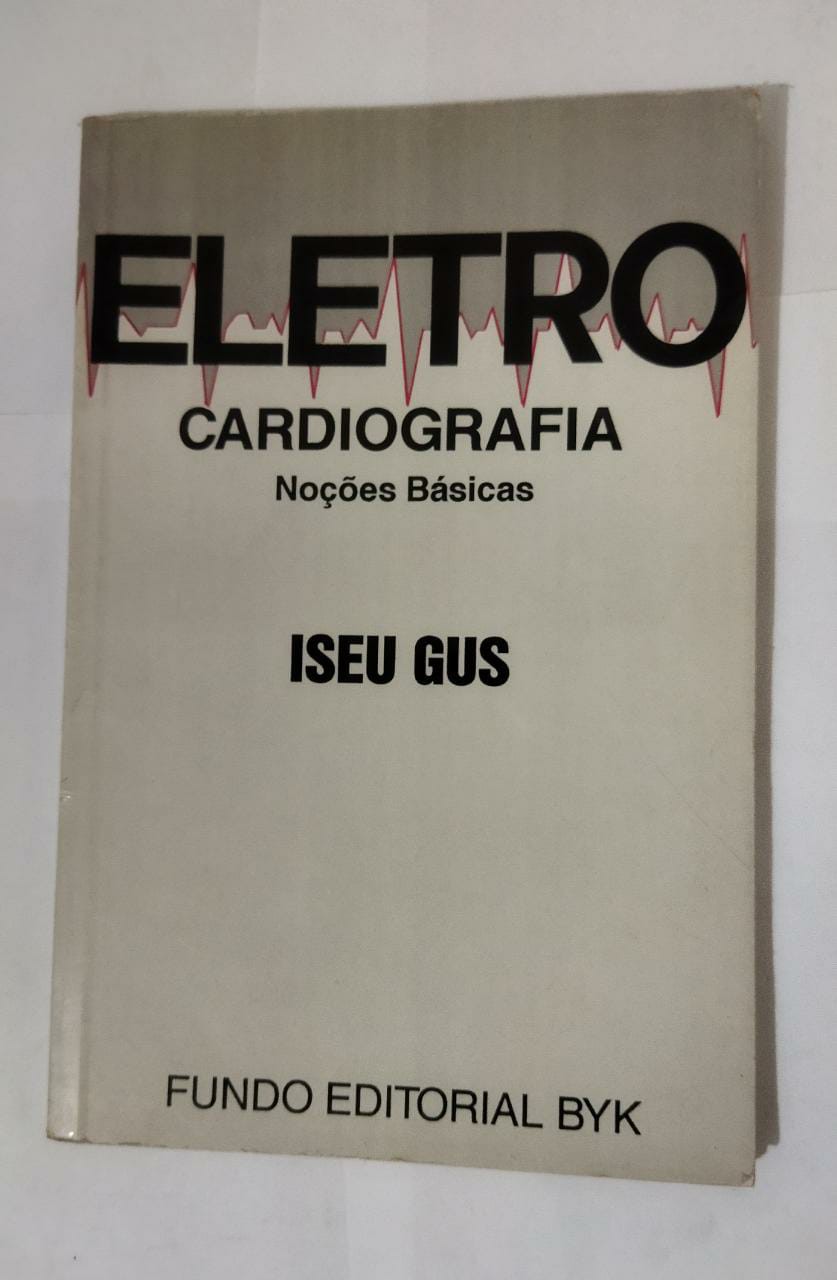 ELETRO
CARDIOGRAFIA
Noções Básicas
ISEU GUS
FUNDO EDITORIAL BYK